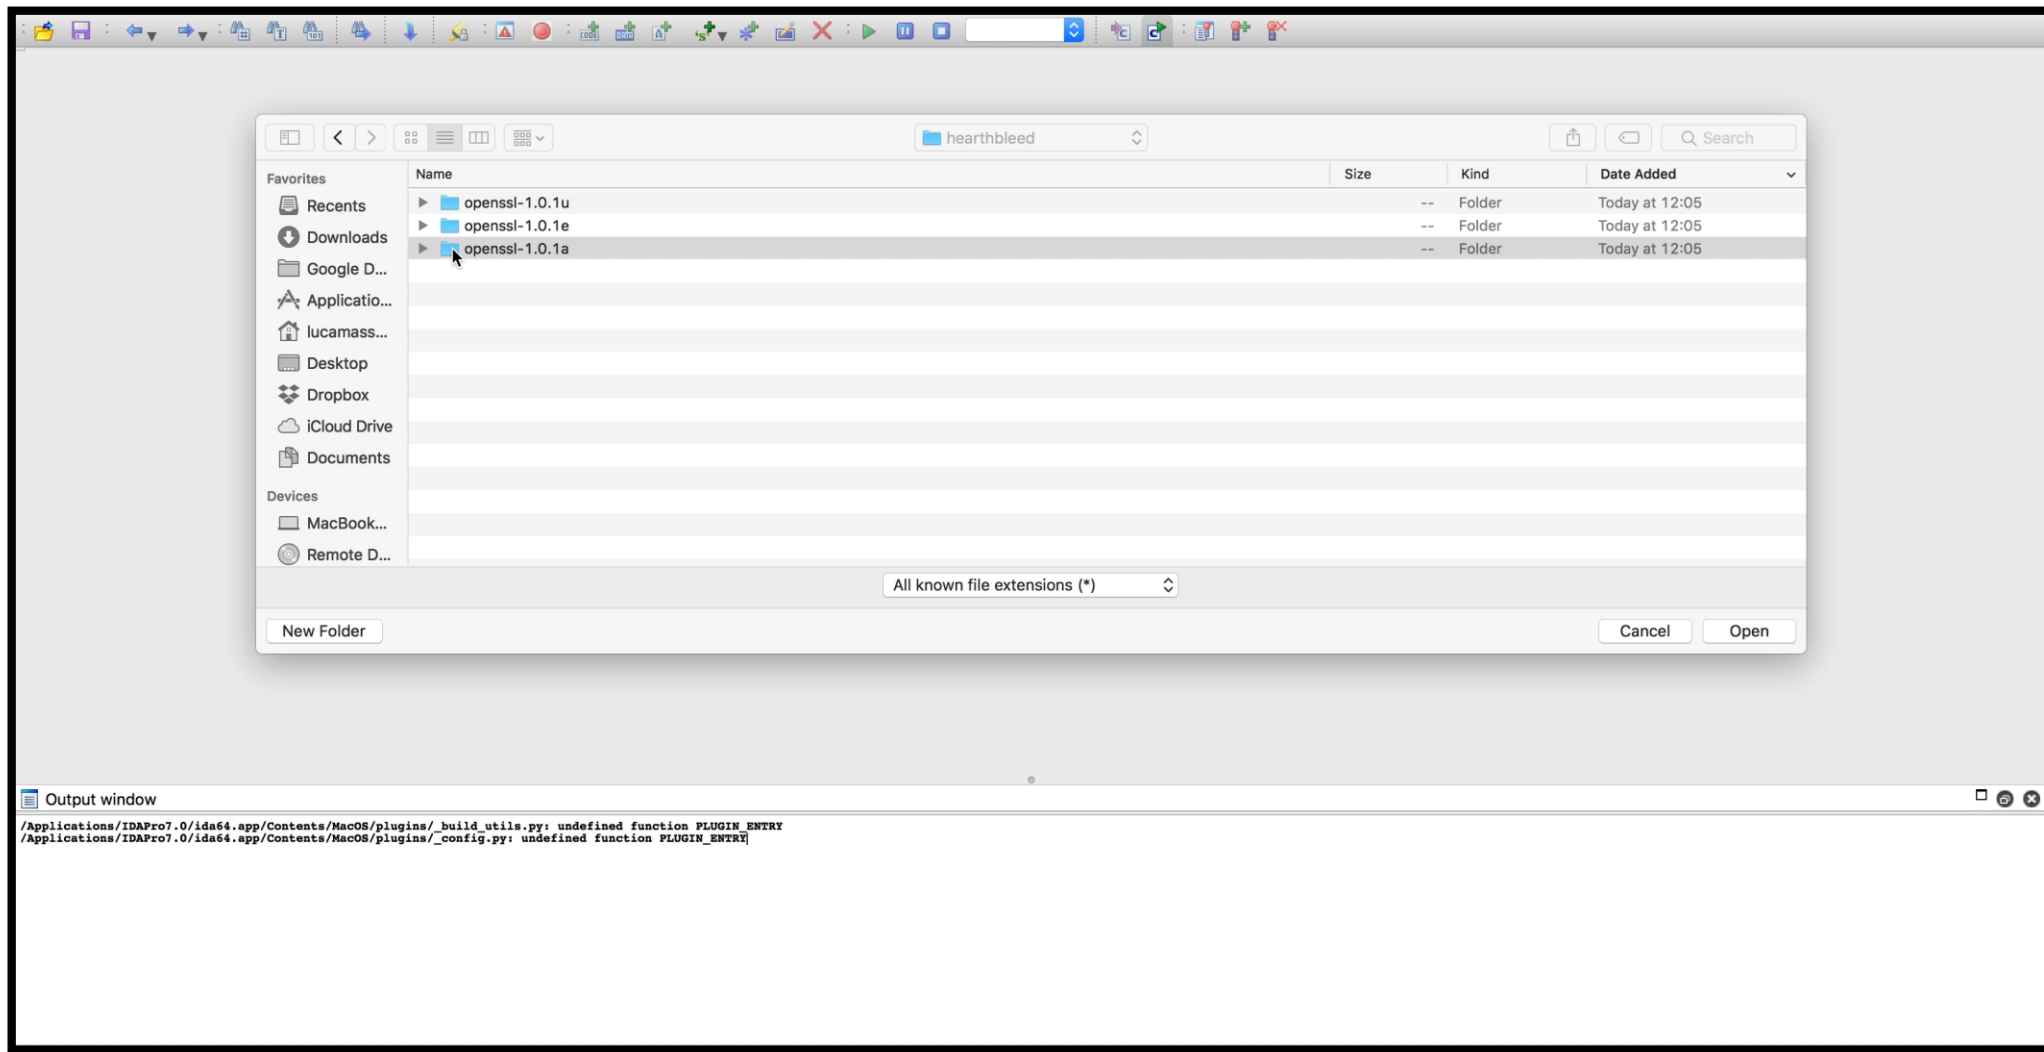 hearthbleed
Search
Favorites
Name Size Kind Date Added
Recents
openssl-1.0.1u -- Folder Today at 12:05
openssl-1.0.1e -- Folder Today at 12:05
Downloads
openssl-1.0.1a -- Folder Today at 12:05
Google D...
Applicatio...
lucamass...
Desktop
Dropbox
iCloud Drive
Documents
Devices
MacBook...
Remote D...
All known file extensions (*)
New Folder
Cancel
Open
Output window
/Applications/IDAPro7.0/ida64.app/Contents/MacOS/plugins/_build_utils.py: undefined function PLUGIN_ENTRY
/Applications/IDAPro7.0/ida64.app/Contents/MacOS/plugins/_config.py: undefined function PLUGIN_ENTRY